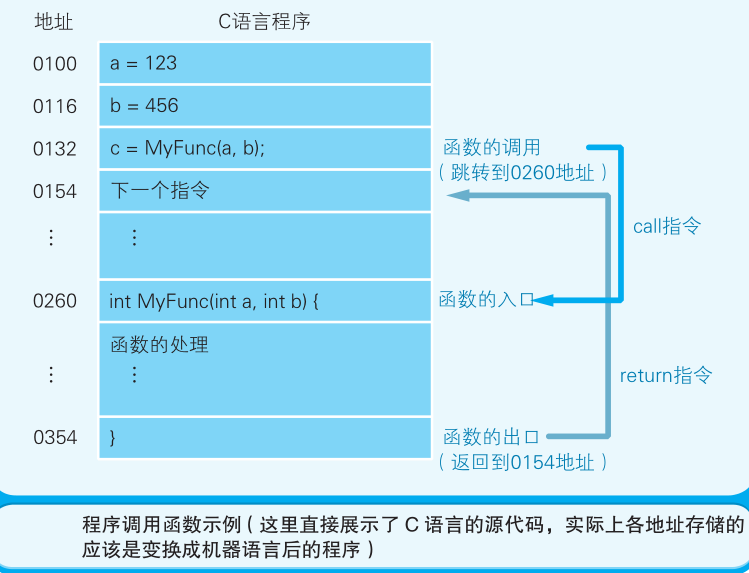 地址 C语言程序
0100 a = 123
0116 b = 456
0132 c = MyFunc(a, b); 函数的调用
（跳转到0260地址）
0154 下一个指令
call指令
⋮ ⋮
0260 int MyFunc(int a, int b) { 函数的入口
函数的处理
⋮ ⋮ return指令
0354 } 函数的出口
（返回到0154地址）
程序调用函数示例（这里直接展示了 C 语言的源代码，实际上各地址存储的
应该是变换成机器语言后的程序）